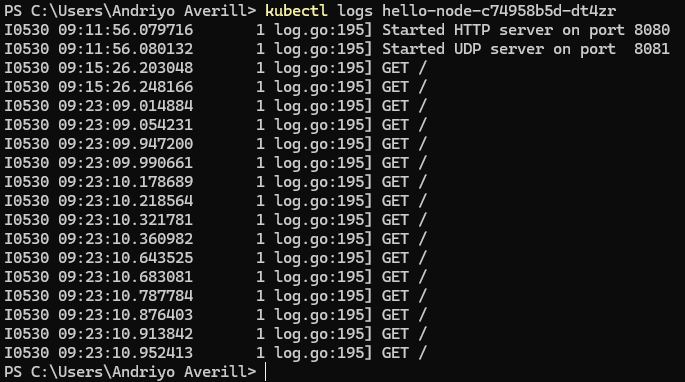 PS C:\Users\Andriyo Averill> kubectl logs hello-node-c74958b5d-dt4zr
I0530 09:11:56.079716       1 log.go:195] Started HTTP server on port 8080
I0530 09:11:56.080132       1 log.go:195] Started UDP server on port  8081
I0530 09:15:26.203048       1 log.go:195] GET /
I0530 09:15:26.248166       1 log.go:195] GET /
I0530 09:23:09.014884       1 log.go:195] GET /
I0530 09:23:09.054231       1 log.go:195] GET /
I0530 09:23:09.947200       1 log.go:195] GET /
I0530 09:23:09.990661       1 log.go:195] GET /
I0530 09:23:10.178689       1 log.go:195] GET /
I0530 09:23:10.218564       1 log.go:195] GET /
I0530 09:23:10.321781       1 log.go:195] GET /
I0530 09:23:10.360982       1 log.go:195] GET /
I0530 09:23:10.643525       1 log.go:195] GET /
I0530 09:23:10.683081       1 log.go:195] GET /
I0530 09:23:10.787784       1 log.go:195] GET /
I0530 09:23:10.876403       1 log.go:195] GET /
I0530 09:23:10.913842       1 log.go:195] GET /
I0530 09:23:10.952413       1 log.go:195] GET /
PS C:\Users\Andriyo Averill>